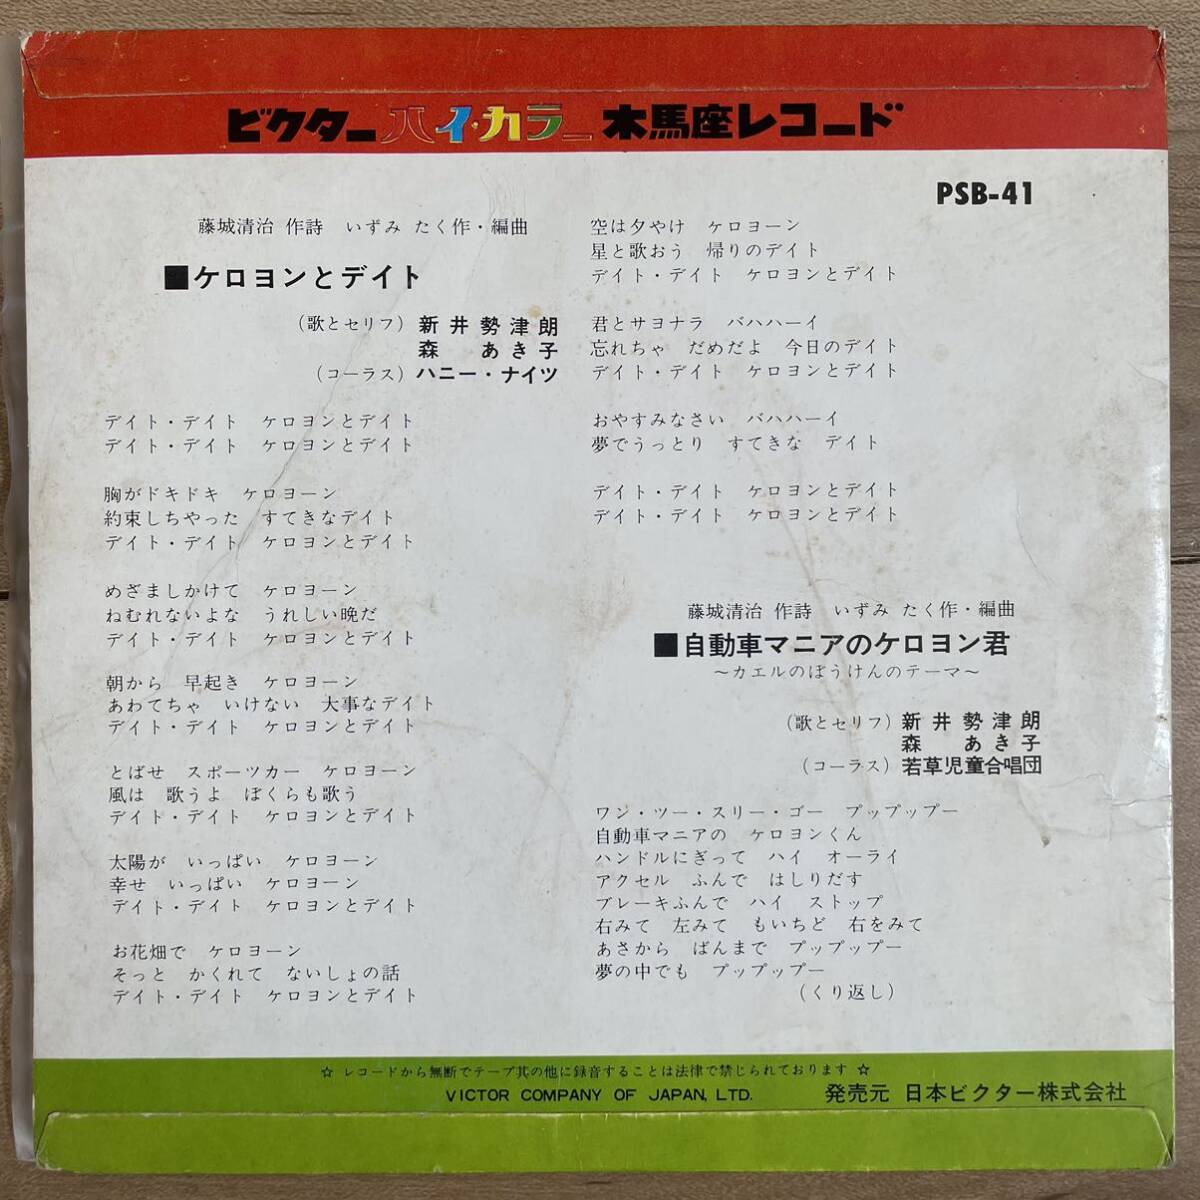 ビクター ハイ・カラー 木馬座レコード
PSB-41
藤城清治 作詩 いずみ たく作・編曲
■ケロヨンとデイト
(歌とセリフ) 新井勢津朗
森 あき子
(コーラス) ハニー・ナイツ
デイト・デイト ケロヨンとデイト
デイト・デイト ケロヨンとデイト
胸がドキドキ ケロヨーン
約束しちやった すてきなデイト
デイト・デイト ケロヨンとデイト
めざましかけて ケロヨーン
ねむれないよな うれしい晩だ
デイト・デイト ケロヨンとデイト
朝から 早起き ケロヨーン
あわてちゃ いけない 大事なデイト
デイト・デイト ケロヨンとデイト
とばせ スポーツカー ケロヨーン
風は 歌うよ ぼくらも歌う
デイト・デイト ケロヨンとデイト
太陽が いっぱい ケロヨーン
幸せ いっぱい ケロヨーン
デイト・デイト ケロヨンとデイト
お花畑で ケロヨーン
そっと かくれて ないしょの話
デイト・デイト ケロヨンとデイト
空は夕やけ ケロヨーン
星と歌おう 帰りのデイト
デイト・デイト ケロヨンとデイト
君とサヨナラ バハハーイ
忘れちゃ だめだよ 今日のデイト
デイト・デイト ケロヨンとデイト
おやすみなさい バハハーイ
夢でうっとり すてきな デイト
デイト・デイト ケロヨンとデイト
デイト・デイト ケロヨンとデイト
藤城清治 作詩 いずみ たく作・編曲
■自動車マニアのケロヨン君
～カエルのぼうけんのテーマ～
(歌とセリフ) 新井勢津朗
森 あき子
(コーラス) 若草児童合唱団
ワン・ツー・スリー・ゴー プップップー
自動車マニアの ケロヨンくん
ハンドルにぎって ハイ オーライ
アクセル ふんで はしりだす
ブレーキふんで ハイ ストップ
右みて 左みて もいちど 右をみて
あさから ばんまで プップップー
夢の中でも プップップー
(くり返し)
☆ レコードから無断でテープ其の他に録音することは法律で禁じられております ☆
VICTOR COMPANY OF JAPAN, LTD. 発売元 日本ビクター株式会社